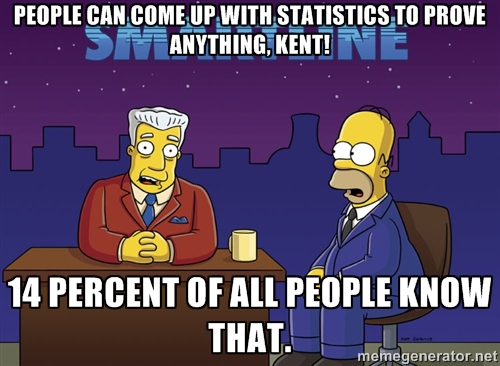 PEOPLE CAN COME UP WITH STATISTICS TO PROVE
ANYTHING, KENT!
SMARTLINE
14 PERCENT OF ALL PEOPLE KNOW
THAT.
memegenerator.net